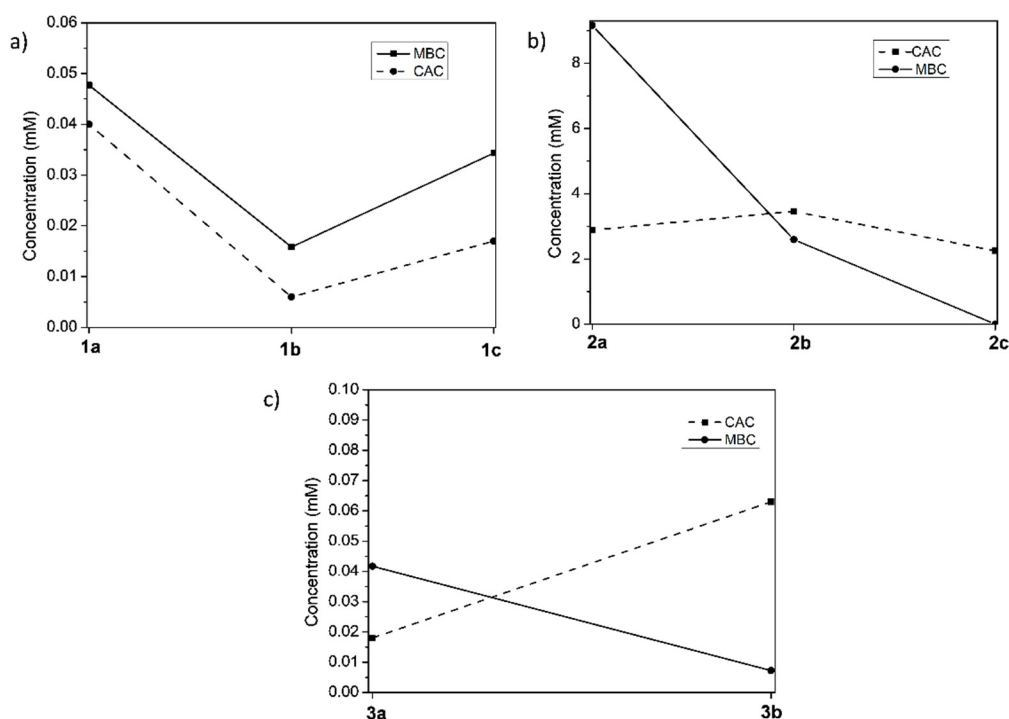 a)
Concentration (mM)
0.06
0.05
0.04
0.03
0.02
0.01
0.00
1a
1b
1c
MBC
CAC
b)
Concentration (mM)
8
6
4
2
0
2a
2b
2c
CAC
MBC
c)
Concentration (mM)
0.10
0.09
0.08
0.07
0.06
0.05
0.04
0.03
0.02
0.01
0.00
3a
3b
CAC
MBC